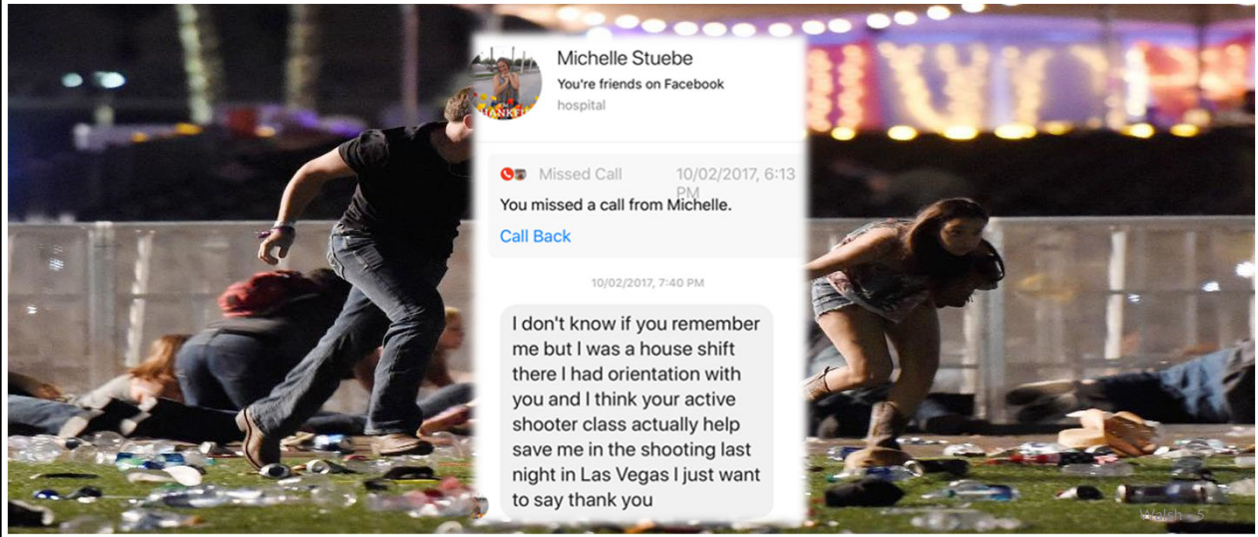 Michelle Stuebe
You're friends on Facebook
hospital
Missed Call
10/02/2017, 6:13
PM
You missed a call from Michelle.
Call Back
10/02/2017, 7:40 PM
I don't know if you remember
me but I was a house shift
there I had orientation with
you and I think your active
shooter class actually help
save me in the shooting last
night in Las Vegas I just want
to say thank you
Walsh - 5